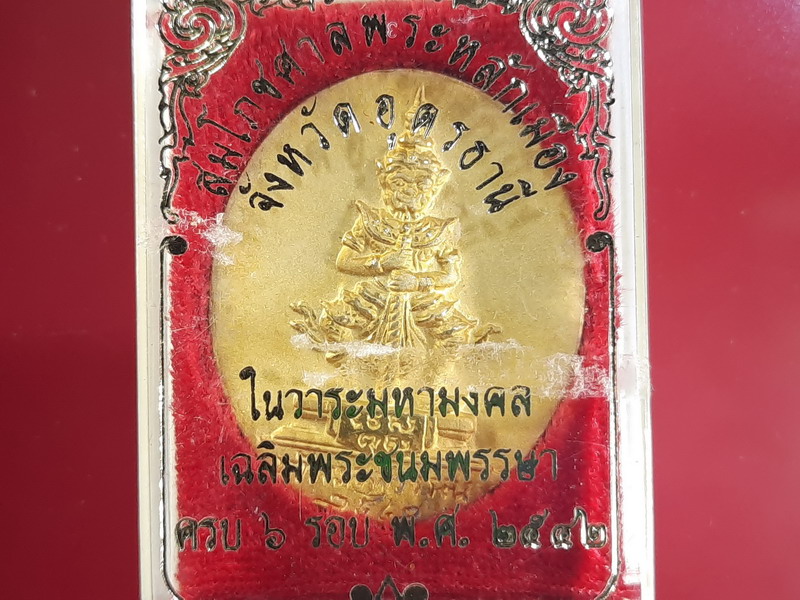 สมโภชศาลพระหลักเมือง
จังหวัดอุดรธานี
ในวาระมหามงคล
เฉลิมพระชนมพรรษา
ครบ ๖ รอบ พ.ศ. ๒๕๔๒